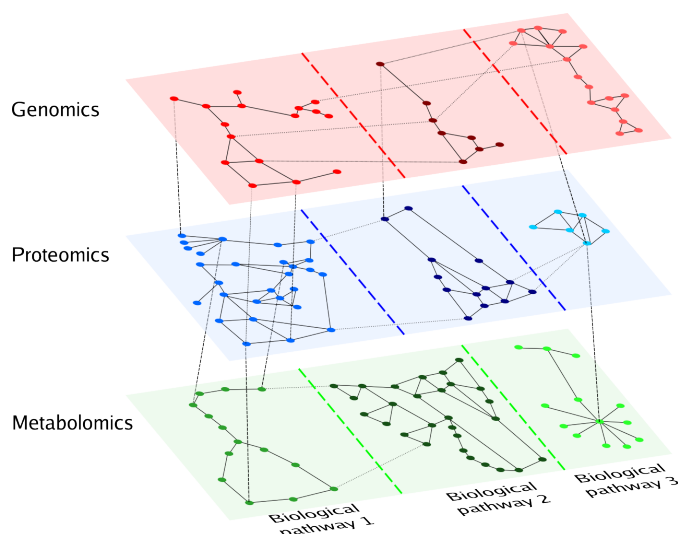 Genomics
Proteomics
Metabolomics
Biological
pathway 1
Biological
pathway 2
Biological
pathway 3